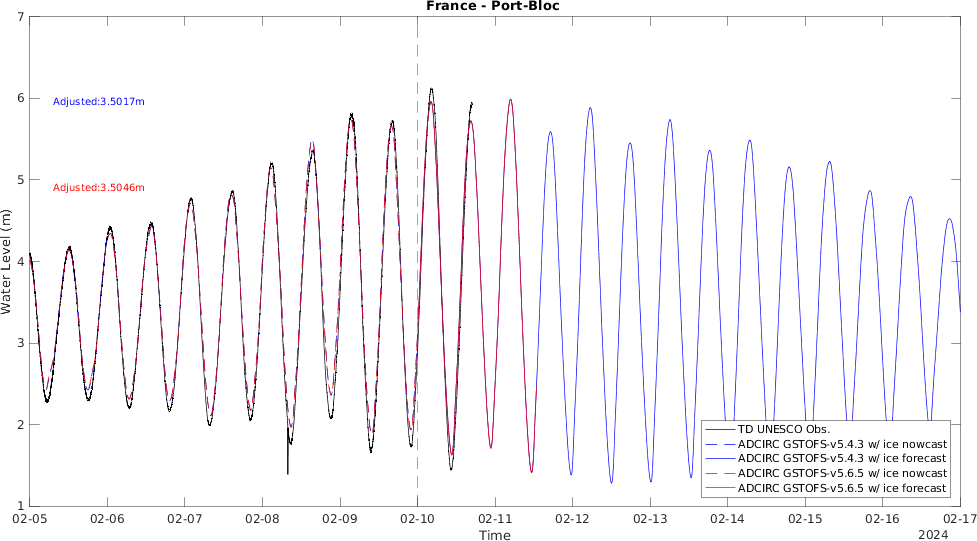 France - Port-Bloc
7
6
5
4
3
2
1
Water Level (m)
Adjusted:3.5017m
Adjusted:3.5046m
TD UNESCO Obs.
ADCIRC GSTOFS-v5.4.3 w/ ice nowcast
ADCIRC GSTOFS-v5.4.3 w/ ice forecast
ADCIRC GSTOFS-v5.6.5 w/ ice nowcast
ADCIRC GSTOFS-v5.6.5 w/ ice forecast
02-05 02-06 02-07 02-08 02-09 02-10 02-11 02-12 02-13 02-14 02-15 02-16 02-17
Time
2024